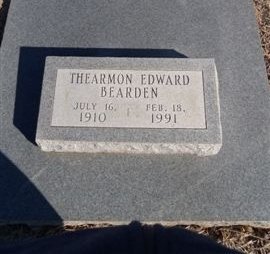 THEARMON EDWARD
BEARDEN
JULY 16, FEB. 18,
1910 1991